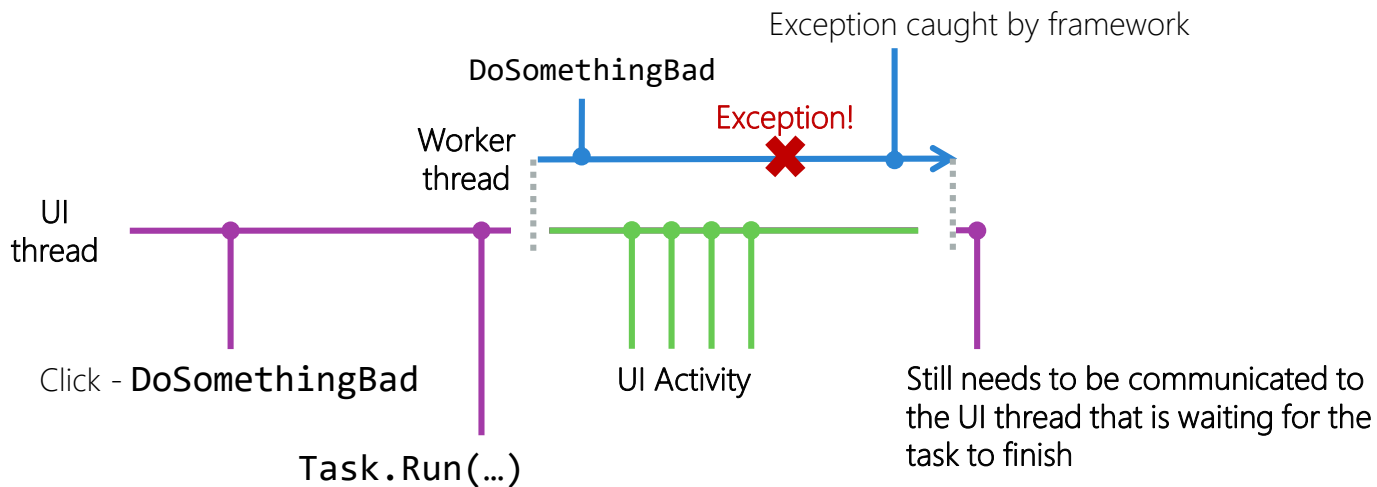 Exception caught by framework
DoSomethingBad
Exception!
Worker
thread
UI
thread
Click - DoSomethingBad
UI Activity
Still needs to be communicated to
the UI thread that is waiting for the
task to finish
Task.Run(…)